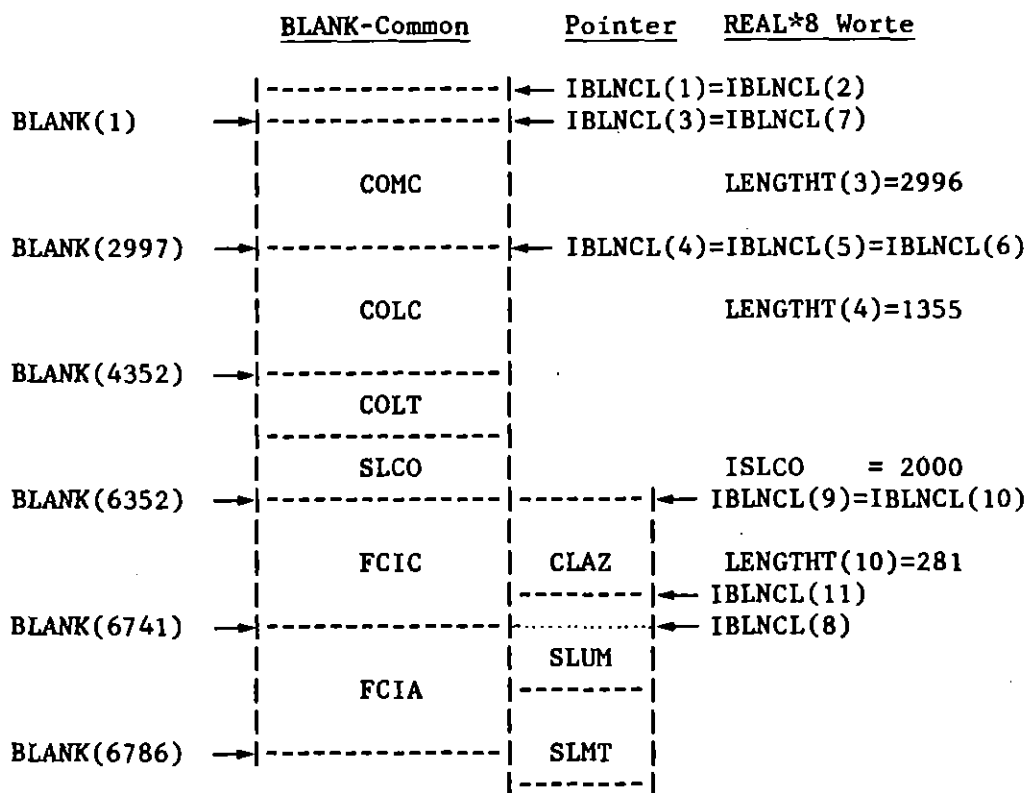 BLANK-Common Pointer REAL*8 Worte
IBLNCL(1)=IBLNCL(2)
BLANK(1) IBLNCL(3)=IBLNCL(7)
COMC LENGTHT(3)=2996
BLANK(2997) IBLNCL(4)=IBLNCL(5)=IBLNCL(6)
COLC LENGTHT(4)=1355
BLANK(4352)
COLT
SLCO ISLCO = 2000
BLANK(6352) IBLNCL(9)=IBLNCL(10)
FCIC CLAZ LENGTHT(10)=281
IBLNCL(11)
BLANK(6741) IBLNCL(8)
SLUM
FCIA
BLANK(6786) SLMT